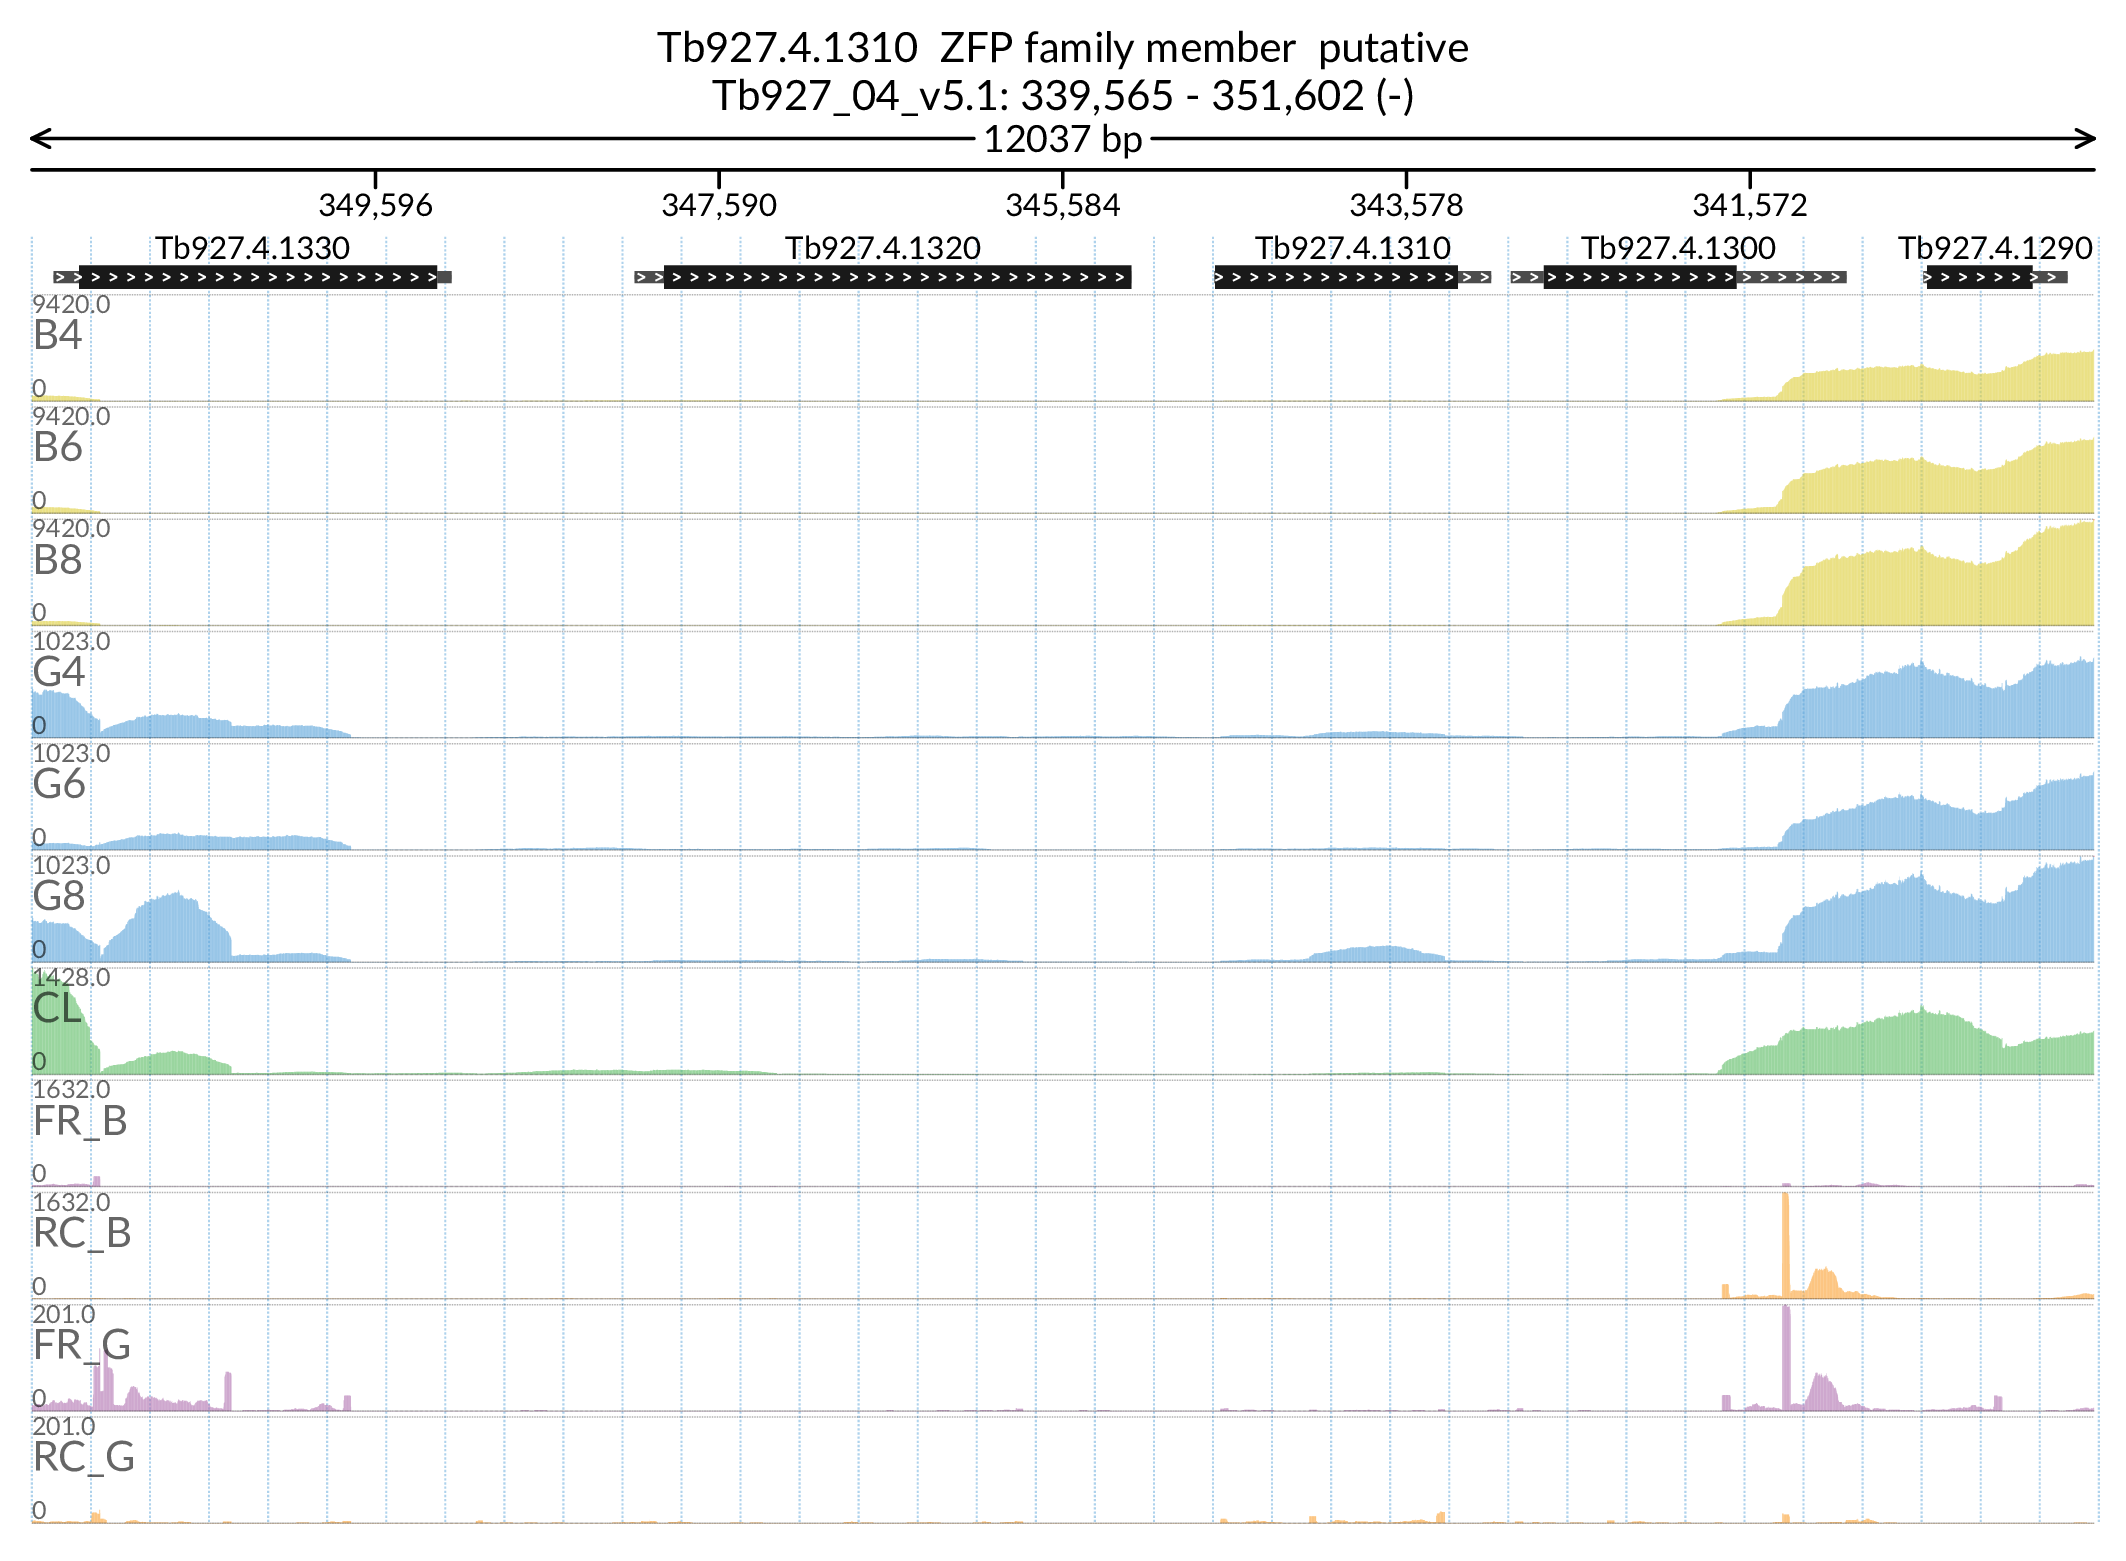 Tb927.4.1310  ZFP family member  putative
Tb927_04_v5.1: 339,565 - 351,602 (-)
12037 bp
349,596 347,590 345,584 343,578 341,572
Tb927.4.1330 Tb927.4.1320 Tb927.4.1310 Tb927.4.1300 Tb927.4.1290
9420.0
B4
0
9420.0
B6
0
9420.0
B8
0
1023.0
G4
0
1023.0
G6
0
1023.0
G8
0
1428.0
CL
0
1632.0
FR_B
0
1632.0
RC_B
0
201.0
FR_G
0
201.0
RC_G
0